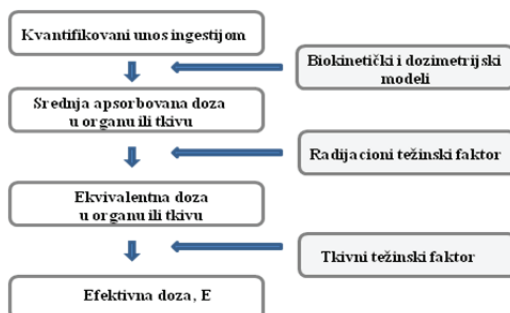 Kvantifikovani unos ingestijom
Biokinetički i dozimetrijski
modeli
Srednja apsorbovana doza
u organu ili tkivu
Radijacioni težinski faktor
Ekvivalentna doza
u organu ili tkivu
Tkivni težinski faktor
Efektivna doza, E